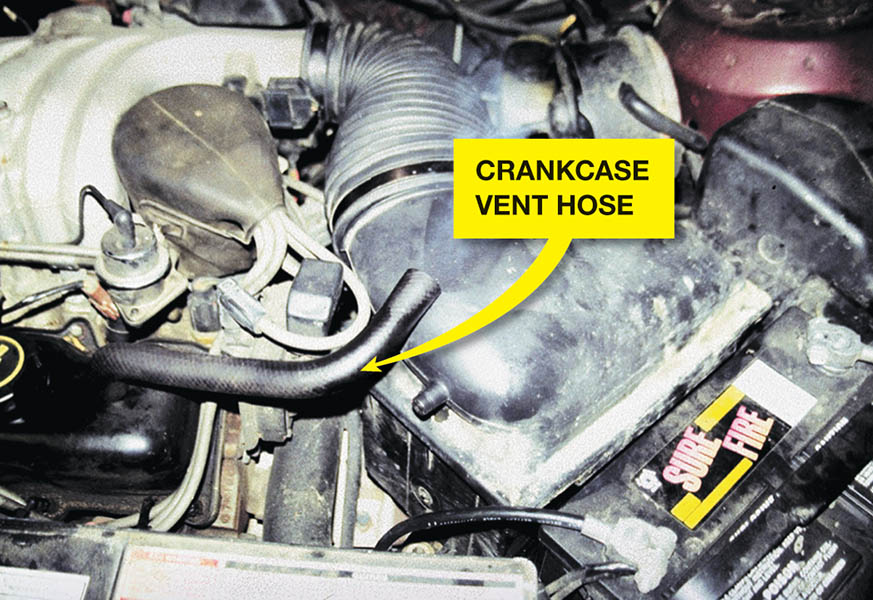 CRANKCASE
VENT HOSE
SURE
FIRE